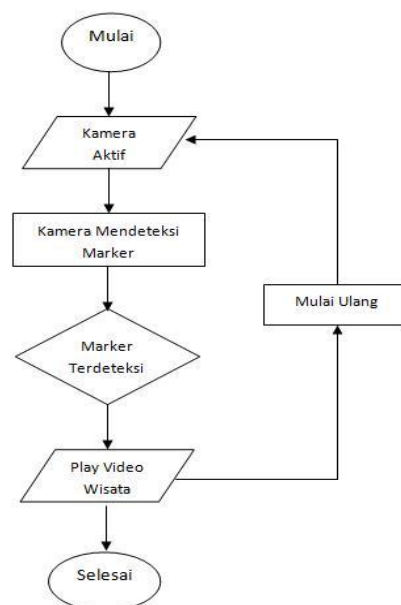 Mulai
Kamera
Aktif
Kamera Mendeteksi
Marker
Mulai Ulang
Marker
Terdeteksi
Play Video
Wisata
Selesai